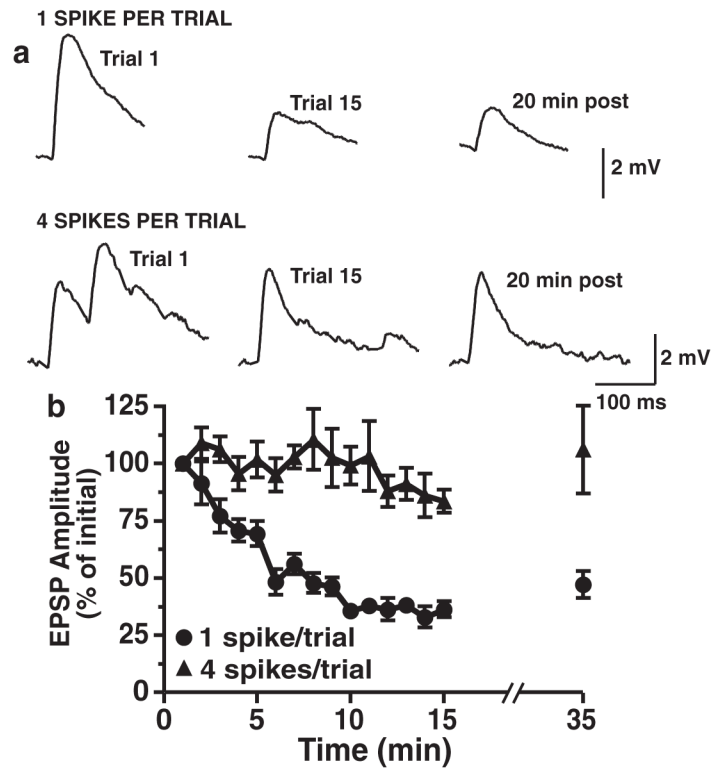 1 SPIKE PER TRIAL
a
Trial 1
Trial 15
20 min post
2 mV
4 SPIKES PER TRIAL
Trial 1
Trial 15
20 min post
2 mV
100 ms
b
EPSP Amplitude
(% of initial)
125
100
75
50
25
0
1 spike/trial
4 spikes/trial
0 5 10 15 35
Time (min)